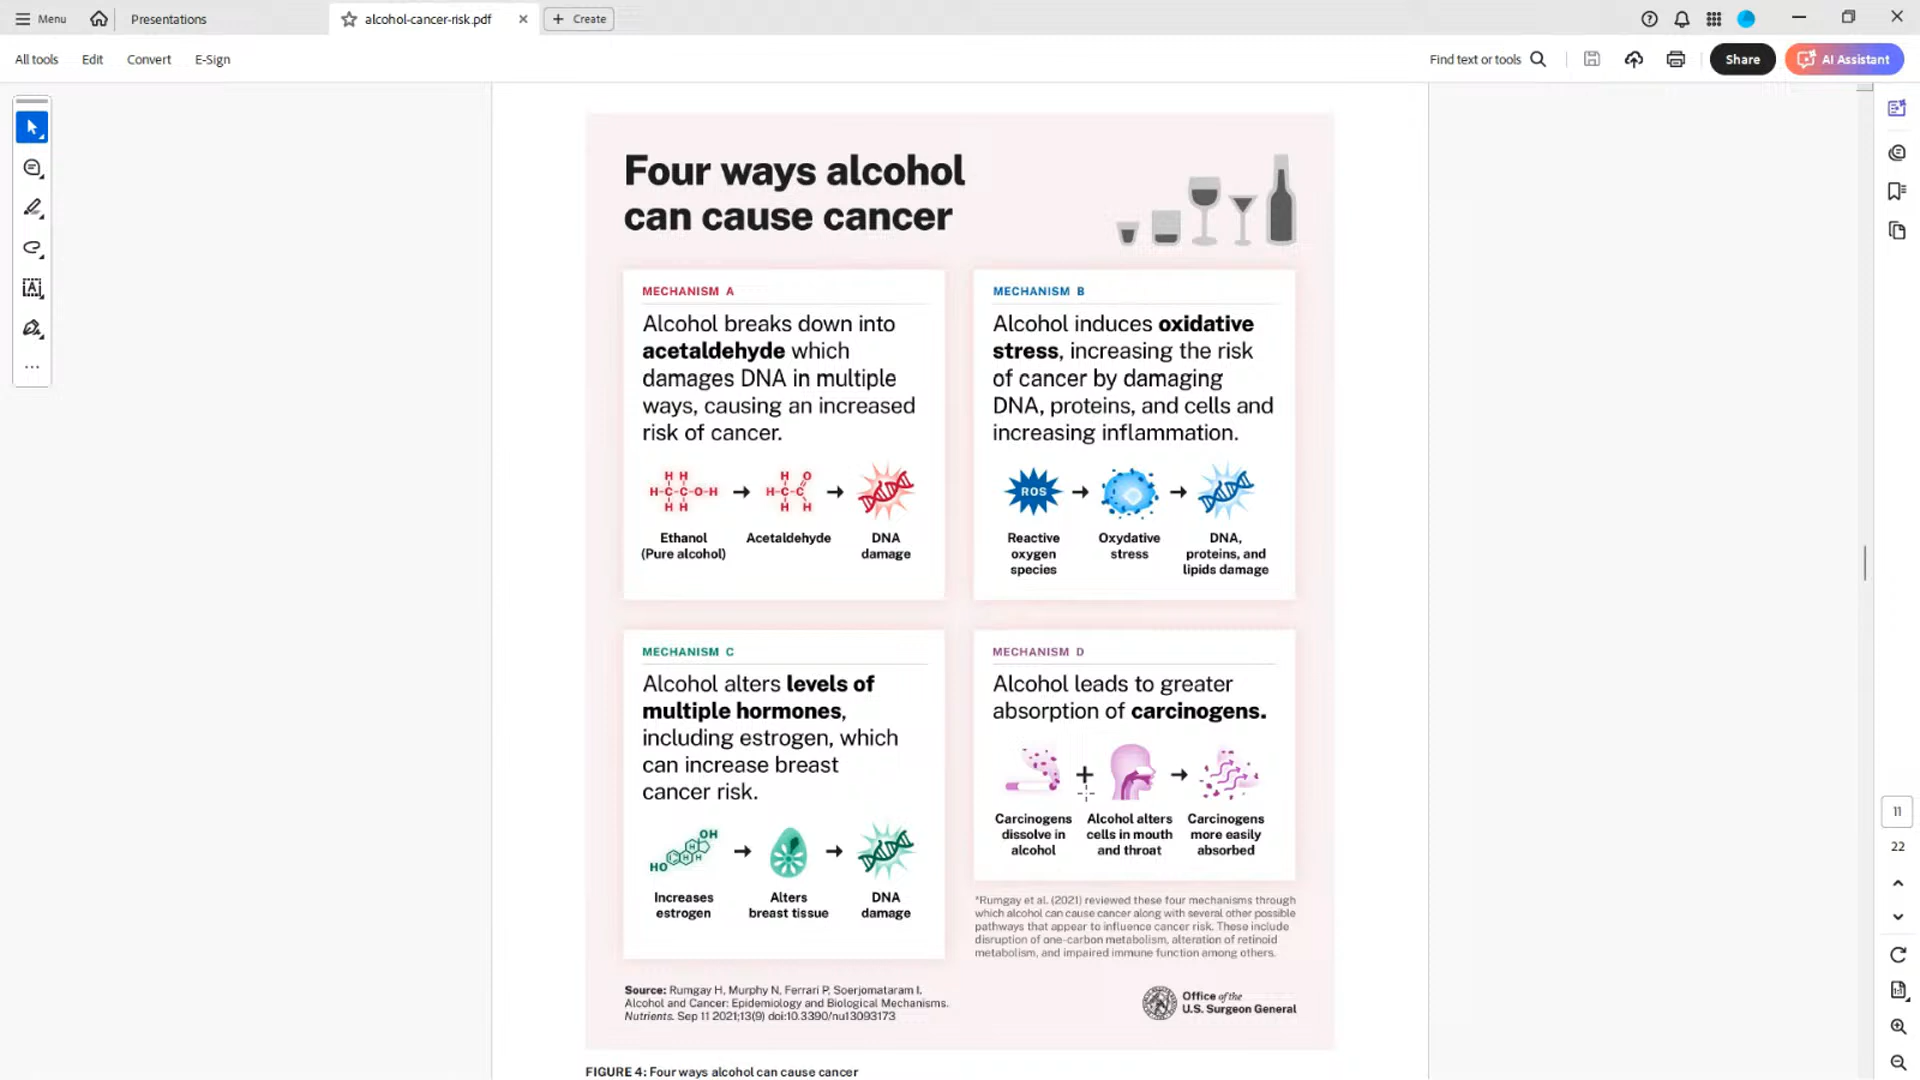 Menu
Presentations
alcohol-cancer-risk.pdf
Create
All tools
Edit
Convert
E-Sign
Find text or tools
Share
AI Assistant
Four ways alcohol
can cause cancer
MECHANISM A
Alcohol breaks down into
acetaldehyde which
damages DNA in multiple
ways, causing an increased
risk of cancer.
H H
H-C-C-O-H
H H
H O
H-C-C
H H
Ethanol
(Pure alcohol)
Acetaldehyde
DNA
damage
MECHANISM B
Alcohol induces oxidative
stress, increasing the risk
of cancer by damaging
DNA, proteins, and cells and
increasing inflammation.
ROS
Reactive
oxygen
species
Oxydative
stress
DNA,
proteins, and
lipids damage
MECHANISM C
Alcohol alters levels of
multiple hormones,
including estrogen, which
can increase breast
cancer risk.
OH
H
H H
HO
Increases
estrogen
Alters
breast tissue
DNA
damage
MECHANISM D
Alcohol leads to greater
absorption of carcinogens.
Carcinogens
dissolve in
alcohol
Alcohol alters
cells in mouth
and throat
Carcinogens
more easily
absorbed
*Rumgay et al. (2021) reviewed these four mechanisms through
which alcohol can cause cancer along with several other possible
pathways that appear to influence cancer risk. These include
disruption of one-carbon metabolism, alteration of retinoid
metabolism, and impaired immune function among others.
Source: Rumgay H, Murphy N, Ferrari P, Soerjomataram I.
Alcohol and Cancer: Epidemiology and Biological Mechanisms.
Nutrients. Sep 11 2021;13(9) doi:10.3390/nu13093173
Office of the
U.S. Surgeon General
FIGURE 4: Four ways alcohol can cause cancer
11
22